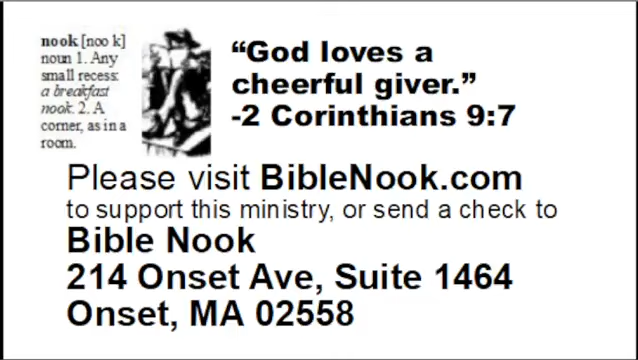 nook [noo k]
noun 1. Any
small recess:
a breakfast
nook. 2. A
corner, as in a
room.
“God loves a
cheerful giver.”
-2 Corinthians 9:7
Please visit BibleNook.com
to support this ministry, or send a check to
Bible Nook
214 Onset Ave, Suite 1464
Onset, MA 02558